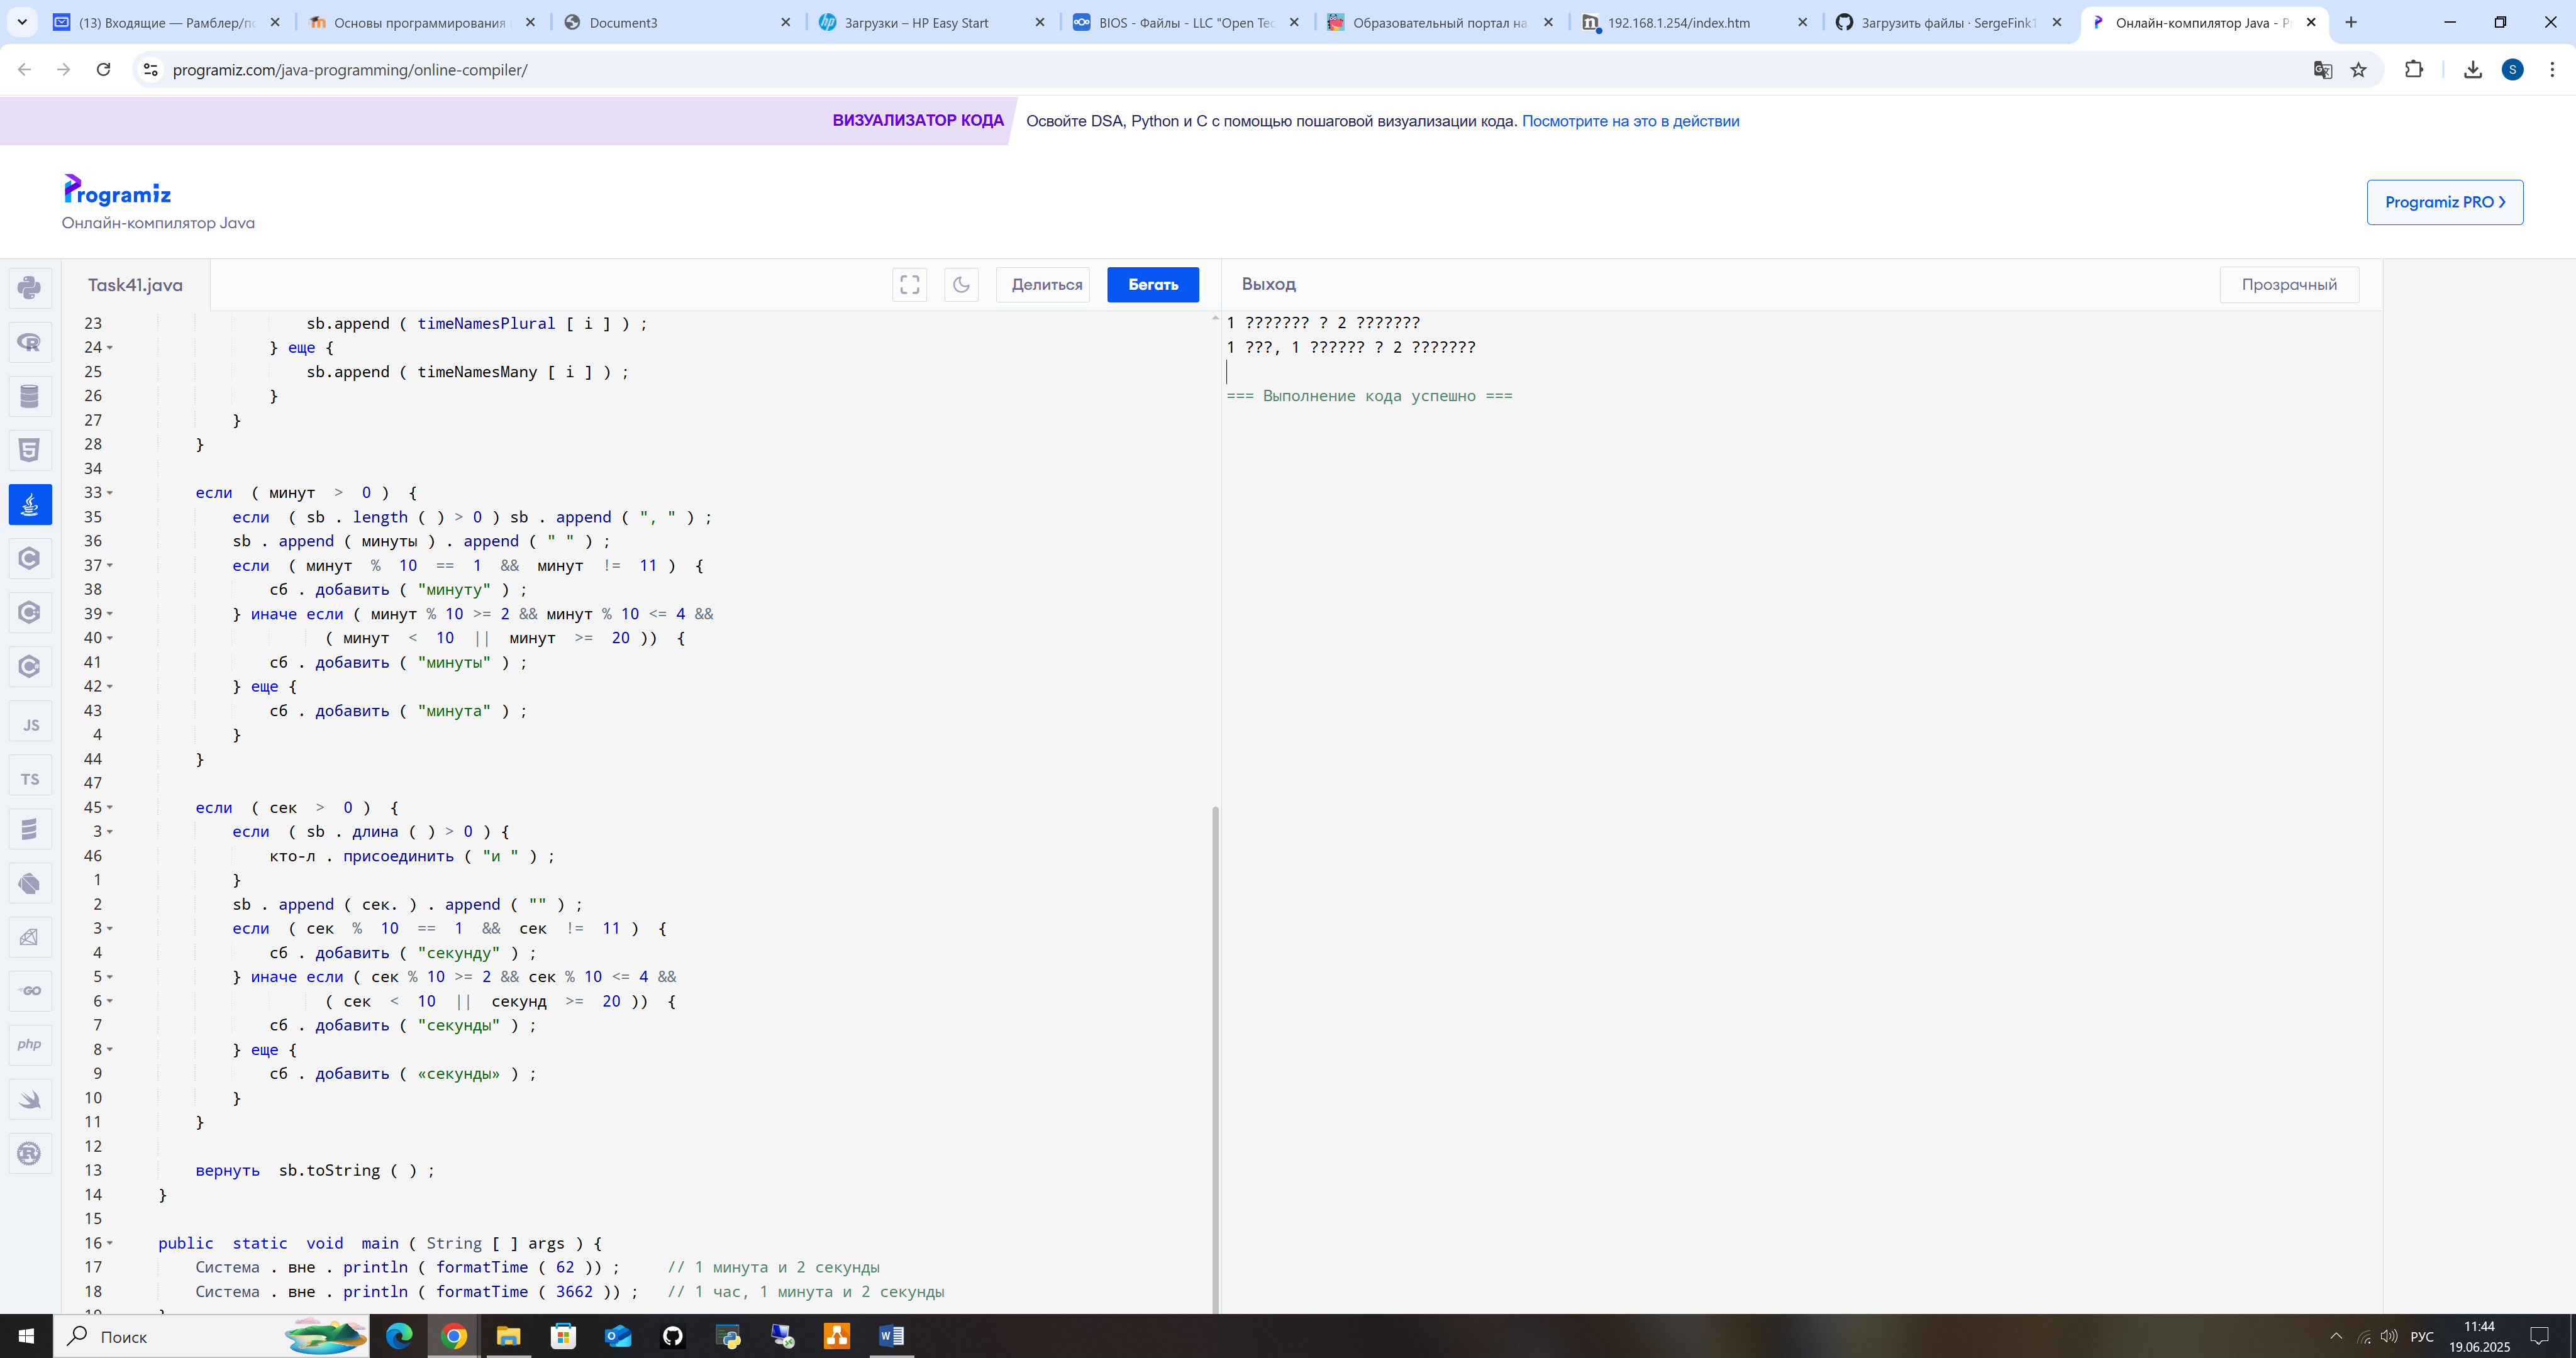 (13) Входящие — Рамблер/по
Основы программирования
Document3
Загрузки – HP Easy Start
BIOS - Файлы - LLC "Open Tec
Образовательный портал на
192.168.1.254/index.htm
Загрузить файлы · SergeFink1
Онлайн-компилятор Java - P
programiz.com/java-programming/online-compiler/
S
ВИЗУАЛИЗАТОР КОДА
Освойте DSA, Python и C с помощью пошаговой визуализации кода. Посмотрите на это в действии
Programiz
Онлайн-компилятор Java
Programiz PRO
Task41.java
Делиться
Бегать
Выход
Прозрачный
23 sb.append ( timeNamesPlural [ i ] ) ;
24 } еще {
25 sb.append ( timeNamesMany [ i ] ) ;
26 }
27 }
28 }
34
33 если ( минут > 0 ) {
35 если ( sb . length ( ) > 0 ) sb . append ( ", " ) ;
36 sb . append ( минуты ) . append ( " " ) ;
37 если ( минут % 10 == 1 && минут != 11 ) {
38 сб . добавить ( "минуту" ) ;
39 } иначе если ( минут % 10 >= 2 && минут % 10 <= 4 &&
40 ( минут < 10 || минут >= 20 )) {
41 сб . добавить ( "минуты" ) ;
42 } еще {
43 сб . добавить ( "минута" ) ;
4 }
44 }
47
45 если ( сек > 0 ) {
3 если ( sb . длина ( ) > 0 ) {
46 кто-л . присоединить ( "и " ) ;
1 }
2 sb . append ( сек. ) . append ( "" ) ;
3 если ( сек % 10 == 1 && сек != 11 ) {
4 сб . добавить ( "секунду" ) ;
5 } иначе если ( сек % 10 >= 2 && сек % 10 <= 4 &&
6 ( сек < 10 || секунд >= 20 )) {
7 сб . добавить ( "секунды" ) ;
8 } еще {
9 сб . добавить ( «секунды» ) ;
10 }
11 }
12
13 вернуть sb.toString ( ) ;
14 }
15
16 public static void main ( String [ ] args ) {
17 Система . вне . println ( formatTime ( 62 )) ; // 1 минута и 2 секунды
18 Система . вне . println ( formatTime ( 3662 )) ; // 1 час, 1 минута и 2 секунды
1 ??????? ? 2 ???????
1 ???, 1 ?????? ? 2 ???????
=== Выполнение кода успешно ===
JS
TS
GO
php
Поиск
РУС
11:44
19.06.2025